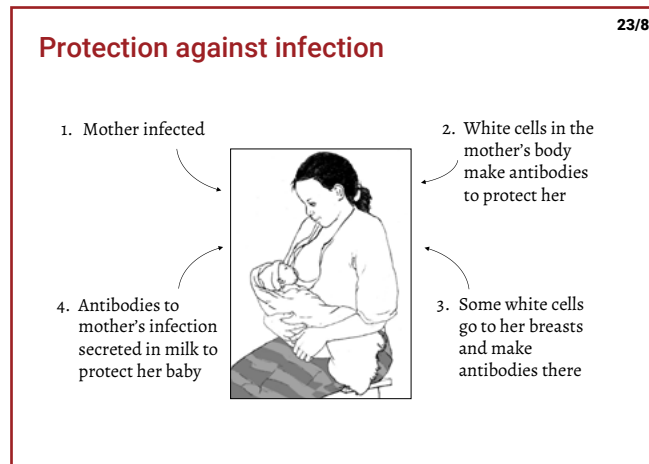 23/8
Protection against infection
1. Mother infected
2. White cells in the
mother’s body
make antibodies
to protect her
4. Antibodies to
mother’s infection
secreted in milk to
protect her baby
3. Some white cells
go to her breasts
and make
antibodies there